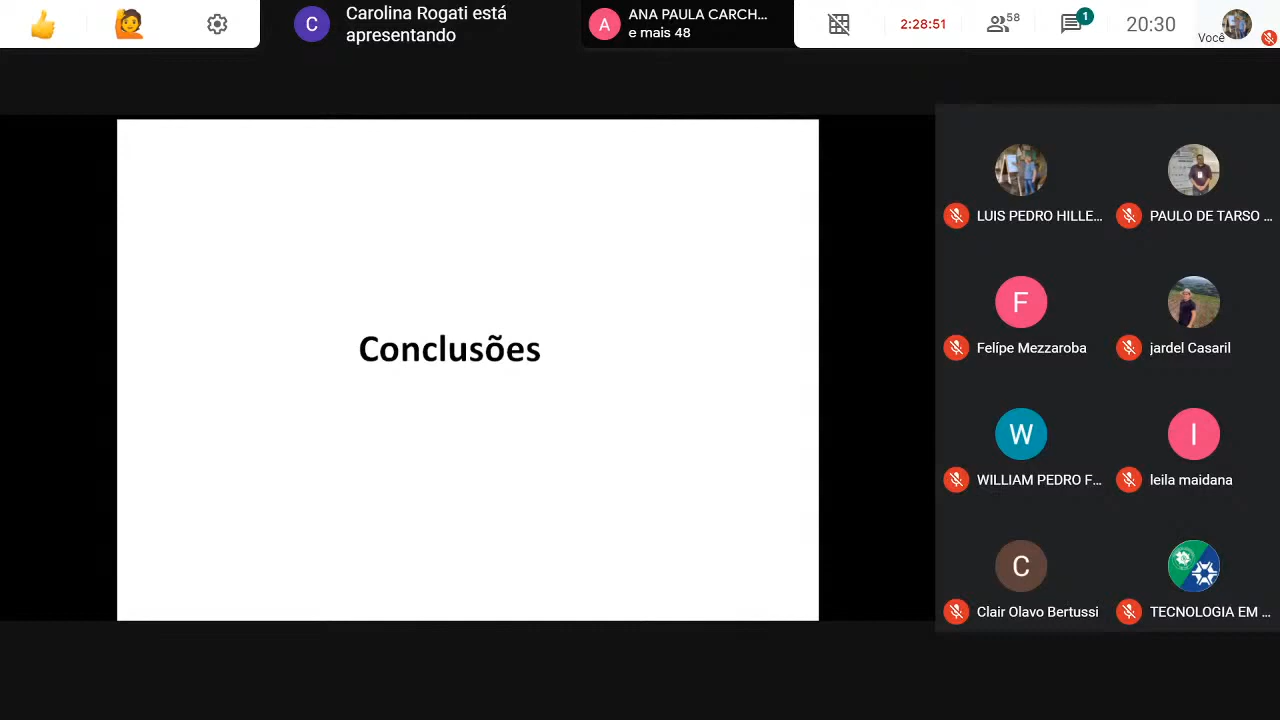 C
Carolina Rogati está
apresentando
A
ANA PAULA CARCH...
e mais 48
2:28:51
58
1
20:30
Você
Conclusões
LUIS PEDRO HILLE...
PAULO DE TARSO ...
F
Felípe Mezzaroba
jardel Casaril
W
WILLIAM PEDRO F...
l
leila maidana
C
Clair Olavo Bertussi
TECNOLOGIA EM ...